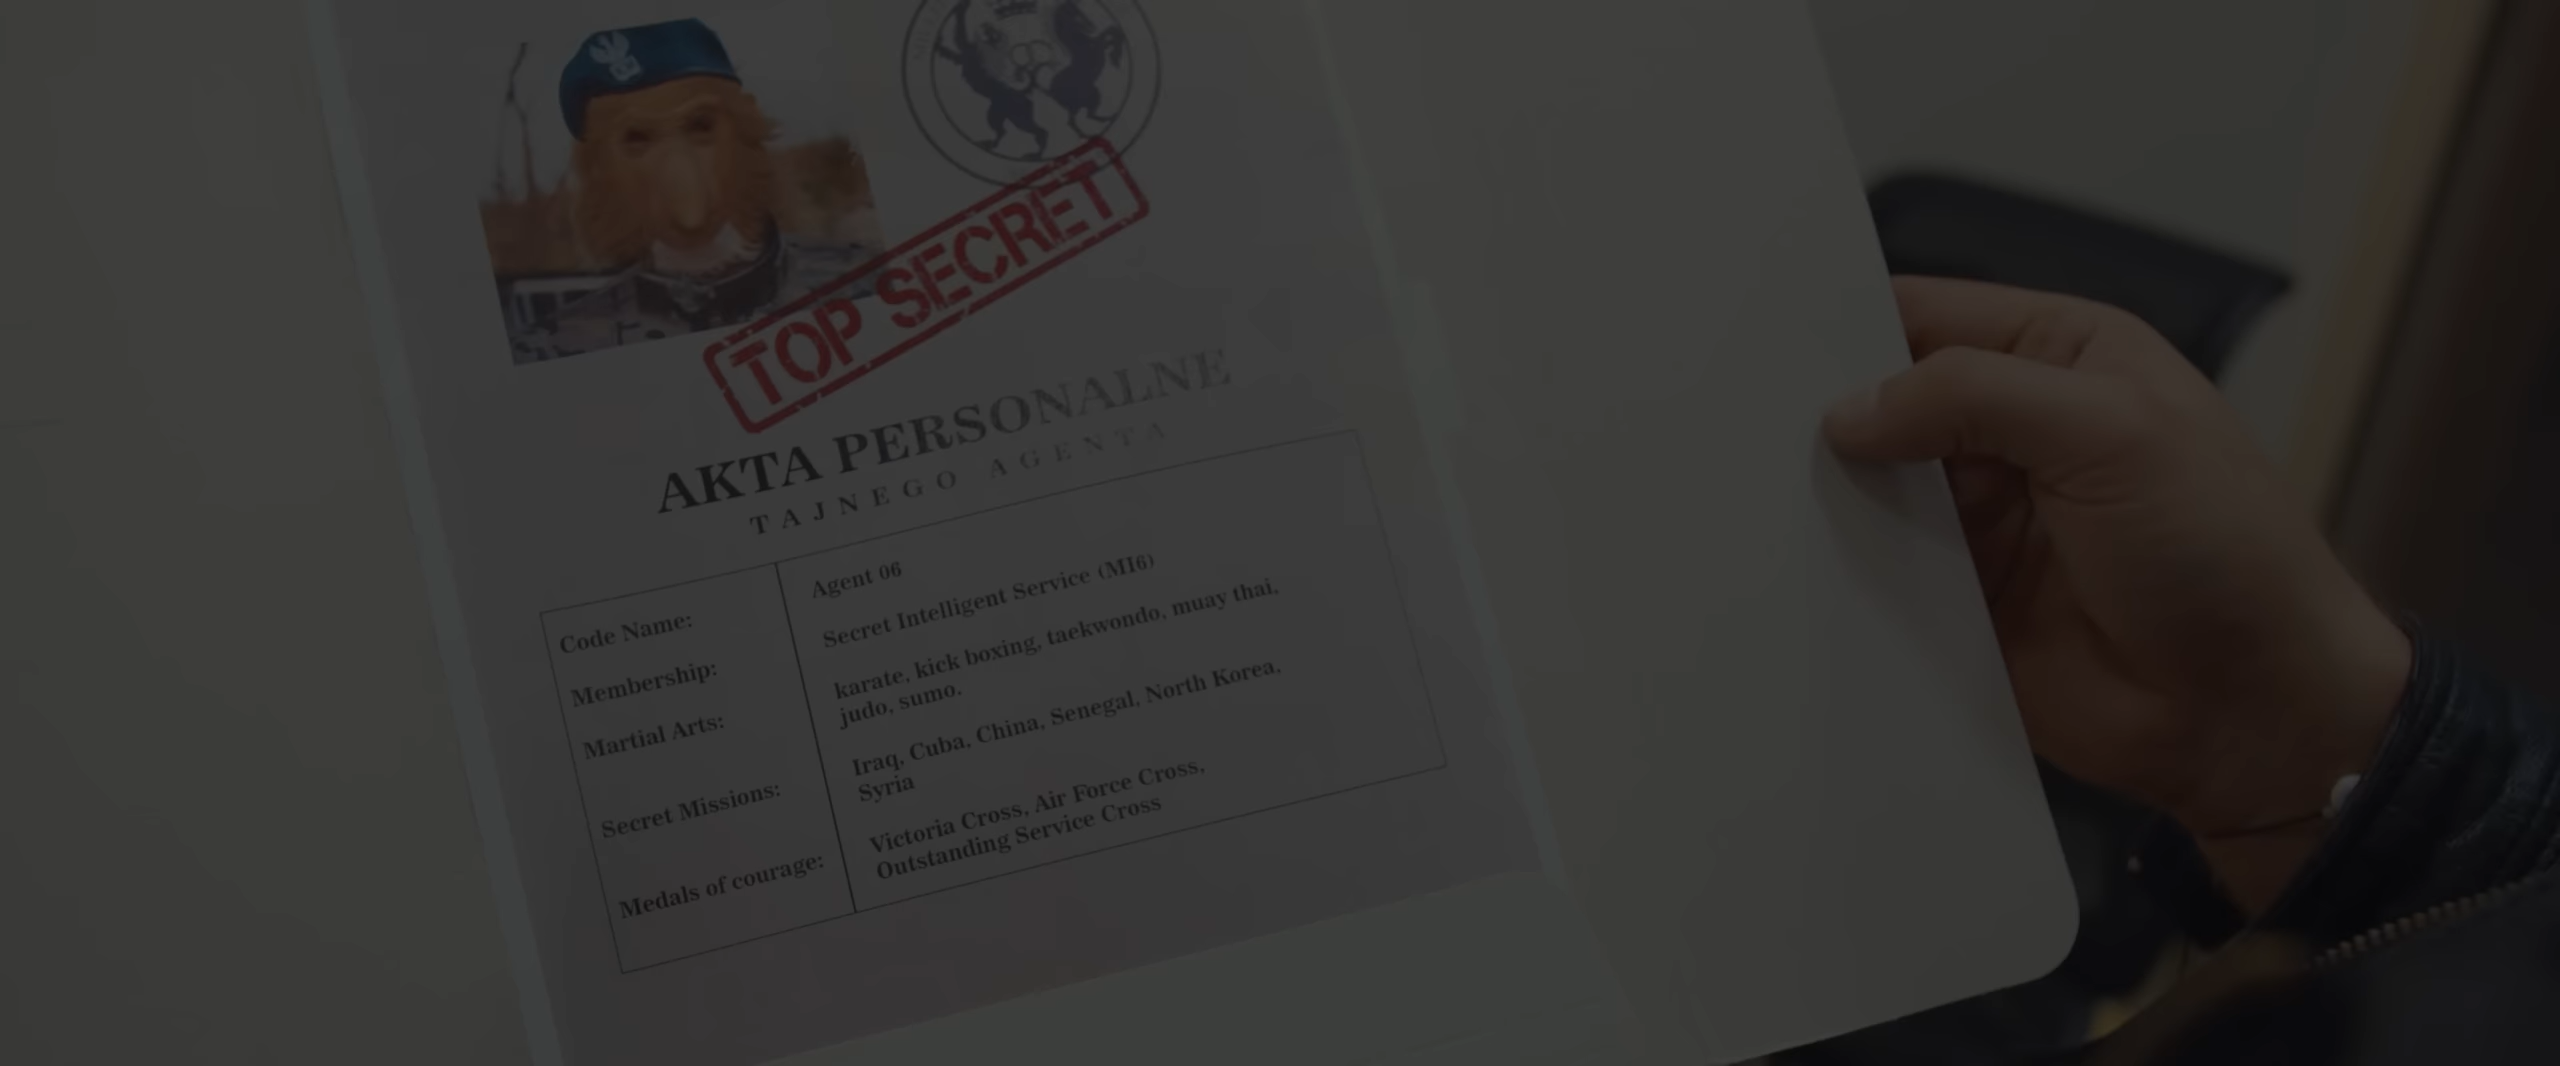 TOP SECRET
AKTA PERSONALNE
TAJNEGO AGENTA
Code Name: Agent 06
Membership: Secret Intelligent Service (MI6)
Martial Arts: karate, kick boxing, taekwondo, muay thai,
judo, sumo.
Secret Missions: Iraq, Cuba, China, Senegal, North Korea,
Syria
Medals of courage: Victoria Cross, Air Force Cross,
Outstanding Service Cross